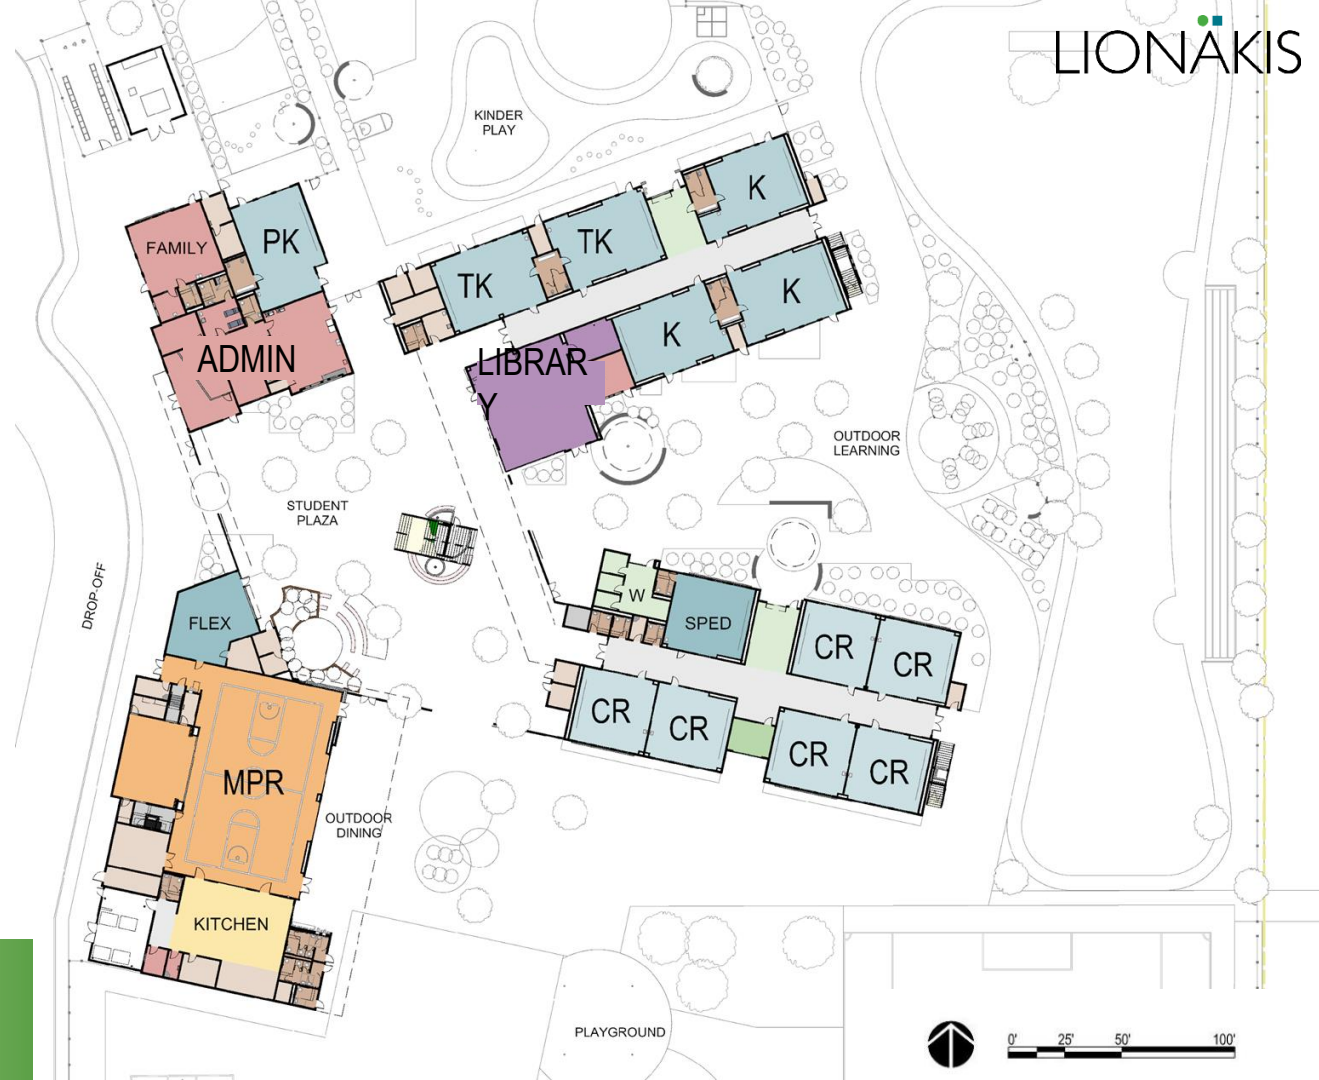 LIONAKIS
KINDER
PLAY
K
FAMILY
PK
TK
TK
K
K
ADMIN
LIBRAR
Y
OUTDOOR
LEARNING
STUDENT
PLAZA
DROP-OFF
FLEX
W
SPED
CR
CR
CR
CR
CR
CR
MPR
OUTDOOR
DINING
KITCHEN
PLAYGROUND
0' 25' 50' 100'